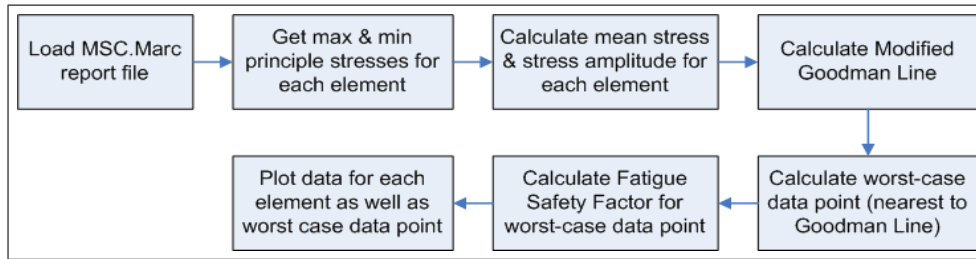 Load MSC.Marc
report file
Get max & min
principle stresses for
each element
Calculate mean stress
& stress amplitude for
each element
Calculate Modified
Goodman Line
Calculate worst-case
data point (nearest to
Goodman Line)
Calculate Fatigue
Safety Factor for
worst-case data point
Plot data for each
element as well as
worst case data point